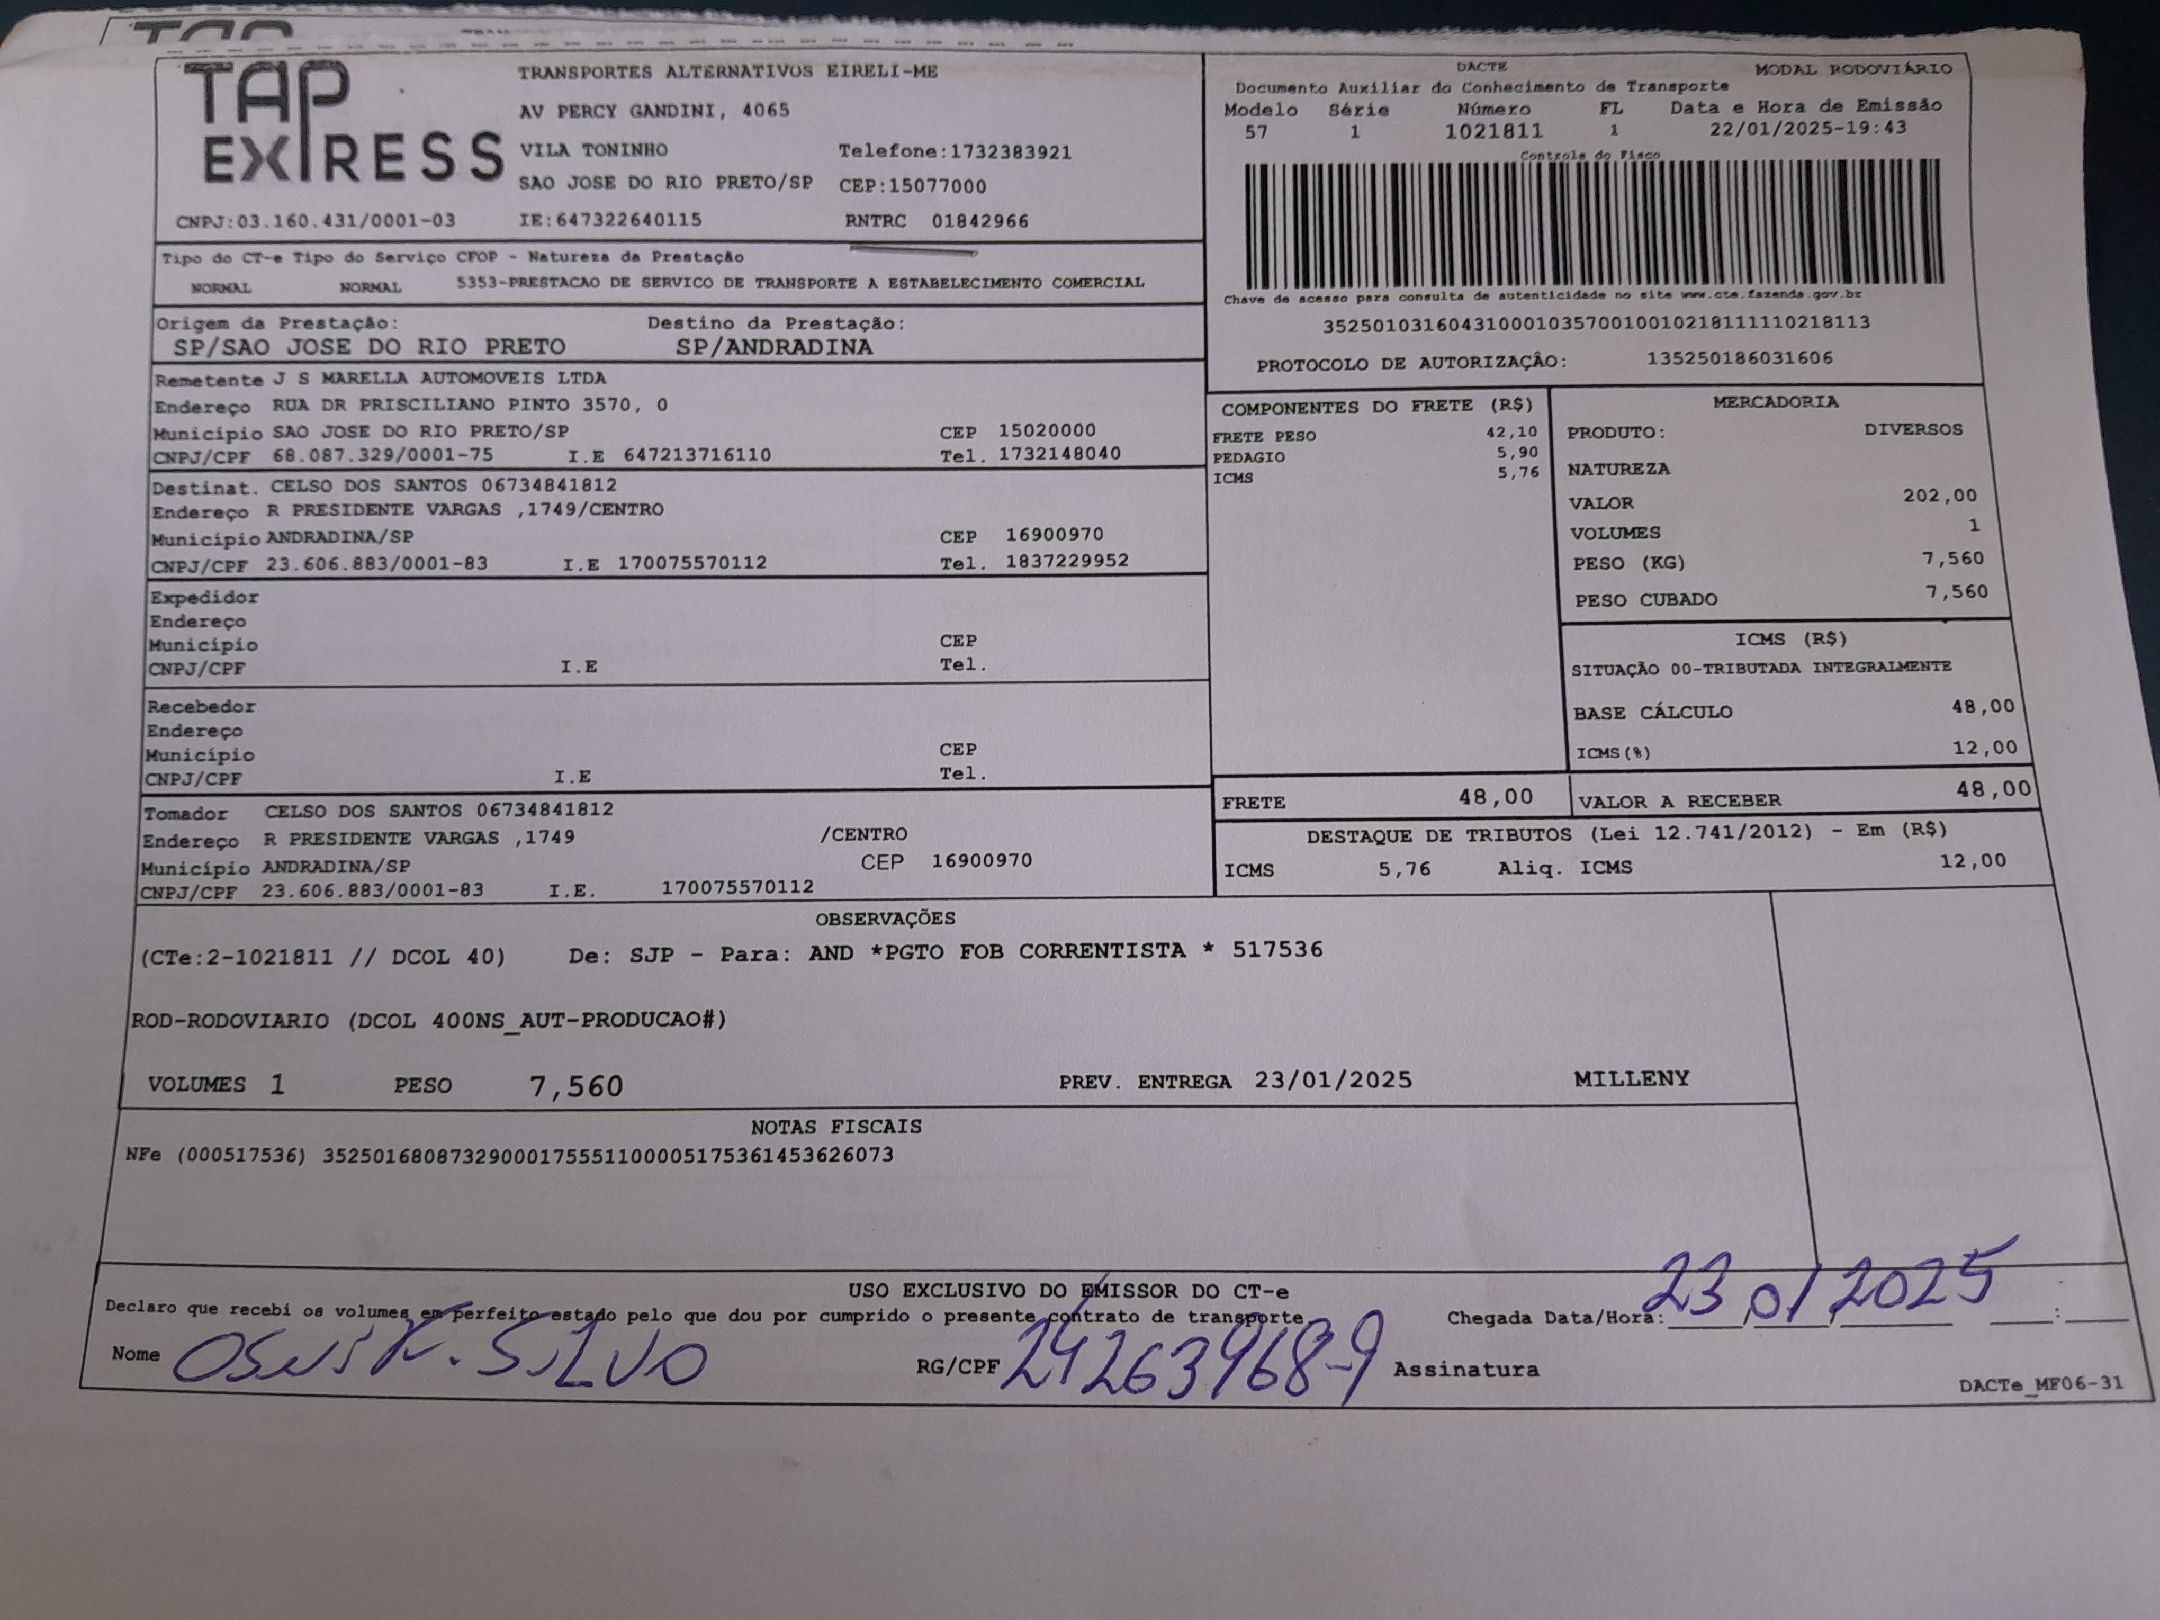 TAP EXPRESS
TRANSPORTES ALTERNATIVOS EIRELI-ME
AV PERCY GANDINI, 4065
VILA TONINHO Telefone:1732383921
SAO JOSE DO RIO PRETO/SP CEP:15077000
CNPJ:03.160.431/0001-03 IE:647322640115 RNTRC 01842966
DACTE MODAL RODOVIÁRIO
Documento Auxiliar do Conhecimento de Transporte
Modelo Série Número FL Data e Hora de Emissão
57 1 1021811 1 22/01/2025-19:43
Controle do Fisco
Chave de acesso para consulta de autenticidade no site www.cte.fazenda.gov.br
35250103160431000103570010010218111110218113
PROTOCOLO DE AUTORIZAÇÂO: 135250186031606
Tipo do CT-e Tipo do Serviço CFOP - Natureza da Prestação
NORMAL NORMAL 5353-PRESTACAO DE SERVICO DE TRANSPORTE A ESTABELECIMENTO COMERCIAL
Origem da Prestação: Destino da Prestação:
SP/SAO JOSE DO RIO PRETO SP/ANDRADINA
Remetente J S MARELLA AUTOMOVEIS LTDA
Endereço RUA DR PRISCILIANO PINTO 3570, 0
Município SAO JOSE DO RIO PRETO/SP CEP 15020000
CNPJ/CPF 68.087.329/0001-75 I.E 647213716110 Tel. 1732148040
Destinat. CELSO DOS SANTOS 06734841812
Endereço R PRESIDENTE VARGAS ,1749/CENTRO
Município ANDRADINA/SP CEP 16900970
CNPJ/CPF 23.606.883/0001-83 I.E 170075570112 Tel. 1837229952
Expedidor
Endereço
Município CEP
CNPJ/CPF I.E Tel.
Recebedor
Endereço
Município CEP
CNPJ/CPF I.E Tel.
Tomador CELSO DOS SANTOS 06734841812
Endereço R PRESIDENTE VARGAS ,1749 /CENTRO
Município ANDRADINA/SP CEP 16900970
CNPJ/CPF 23.606.883/0001-83 I.E. 170075570112
COMPONENTES DO FRETE (R$)
FRETE PESO 42,10
PEDAGIO 5,90
ICMS 5,76
MERCADORIA
PRODUTO: DIVERSOS
NATUREZA
VALOR 202,00
VOLUMES 1
PESO (KG) 7,560
PESO CUBADO 7,560
ICMS (R$)
SITUAÇÃO 00-TRIBUTADA INTEGRALMENTE
BASE CÁLCULO 48,00
ICMS(%) 12,00
FRETE 48,00 VALOR A RECEBER 48,00
DESTAQUE DE TRIBUTOS (Lei 12.741/2012) - Em (R$)
ICMS 5,76 Aliq. ICMS 12,00
OBSERVAÇÕES
(CTe:2-1021811 // DCOL 40) De: SJP - Para: AND *PGTO FOB CORRENTISTA * 517536
ROD-RODOVIARIO (DCOL 400NS_AUT-PRODUCAO#)
VOLUMES 1 PESO 7,560 PREV. ENTREGA 23/01/2025 MILLENY
NOTAS FISCAIS
NFe (000517536) 35250168087329000175551100005175361453626073
USO EXCLUSIVO DO EMISSOR DO CT-e
Declaro que recebi os volumes em perfeito estado pelo que dou por cumprido o presente contrato de transporte Chegada Data/Hora: 23/01/2025 :
Nome SILVO RG/CPF 24263968-9 Assinatura
DACTe_MF06-31